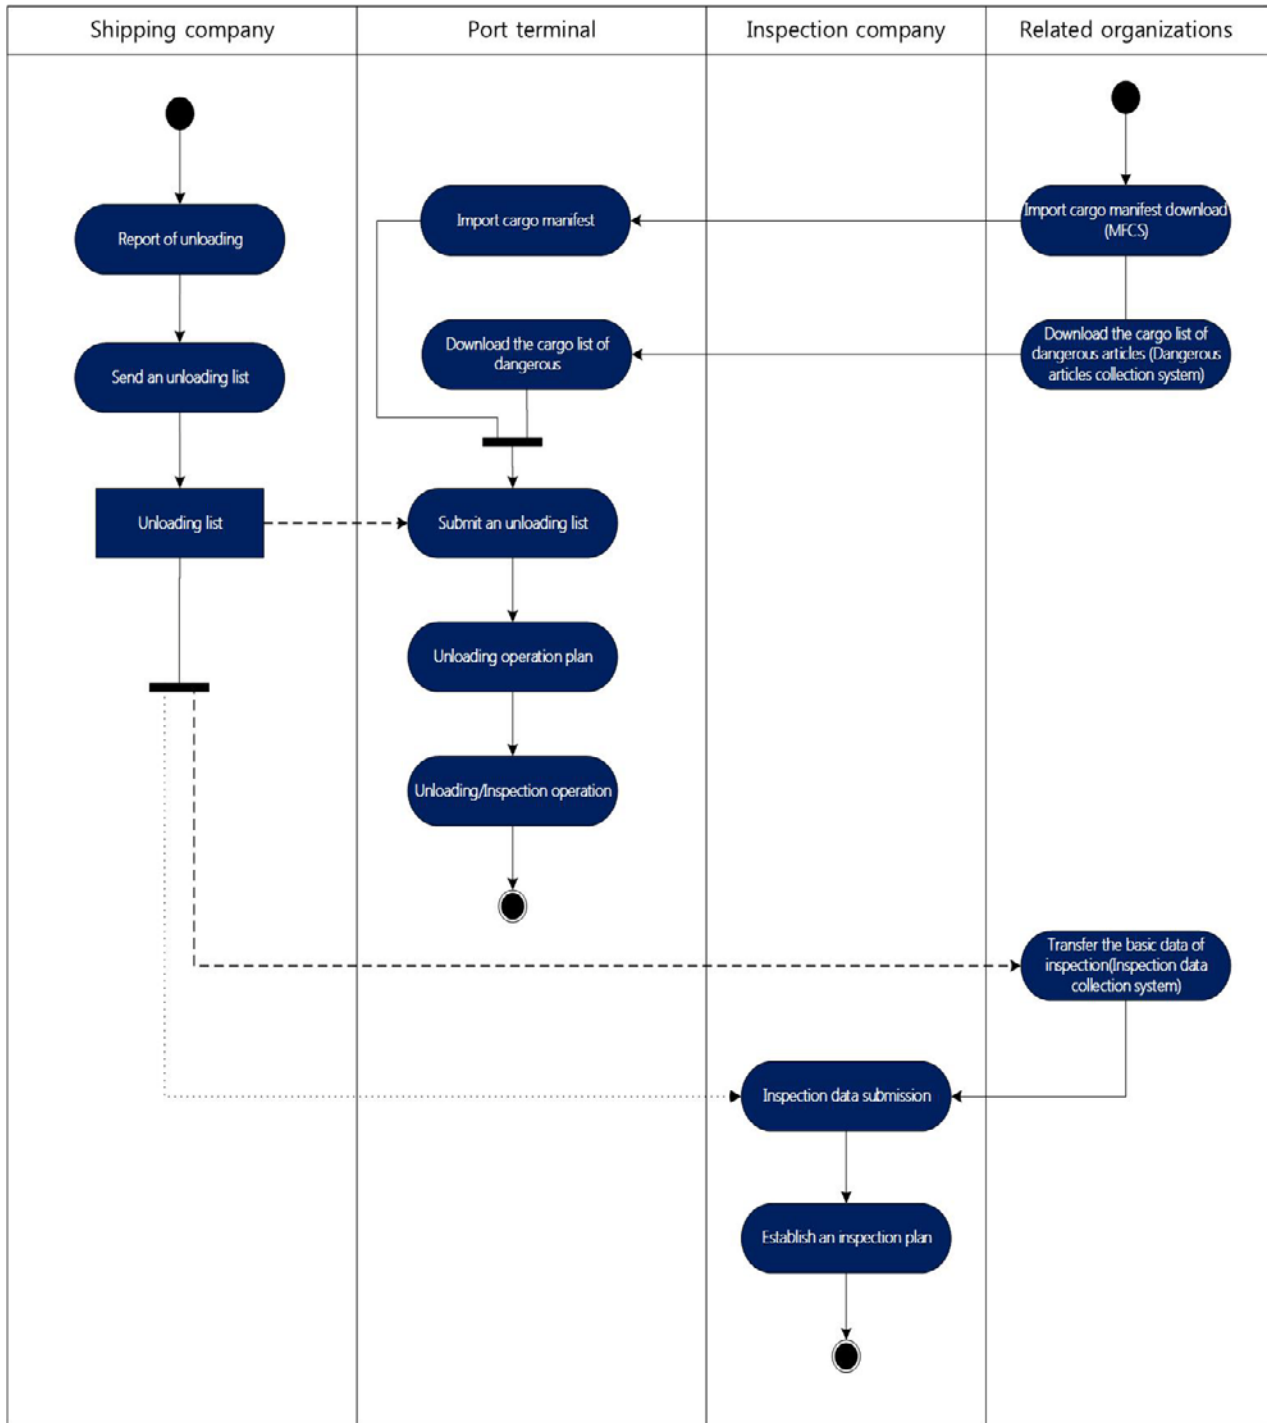 Shipping company
Port terminal
Inspection company
Related organizations
Import cargo manifest
Import cargo manifest download
(MFCS)
Report of unloading
Download the cargo list of
dangerous
Download the cargo list of
dangerous articles (Dangerous
articles collection system)
Send an unloading list
Unloading list
Submit an unloading list
Unloading operation plan
Unloading/Inspection operation
Transfer the basic data of
inspection(Inspection data
collection system)
Inspection data submission
Establish an inspection plan